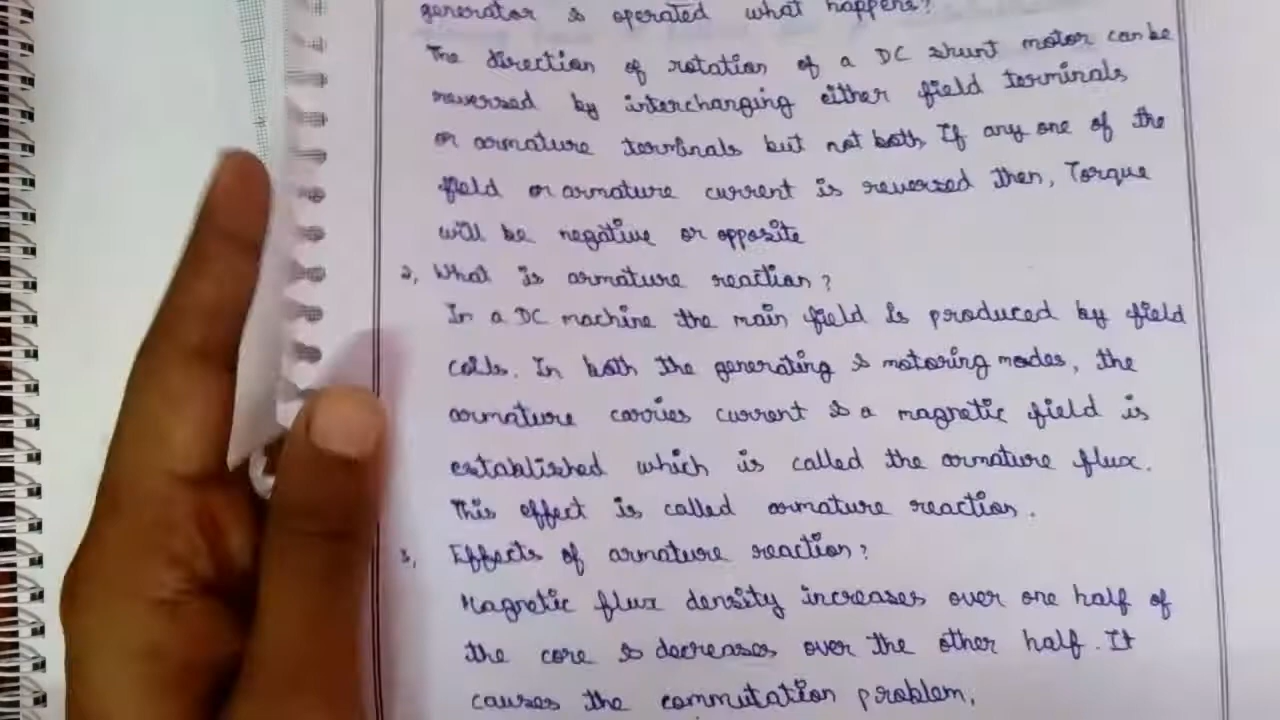 generator is operated what happens?
The direction of rotation of a DC shunt motor can be
reversed by interchanging either field terminals
or armature terminals but not both If any one of the
field or armature current is reversed then, Torque
will be negative or opposite
2, What is armature reaction?
In a DC machine the main field is produced by field
coils. In both the generating & motoring modes, the
armature carries current & a magnetic field is
established which is called the armature flux.
This effect is called armature reaction.
3, Effects of armature reaction?
Magnetic flux density increases over one half of
the core & decreases over the other half. It
causes the commutation problem,